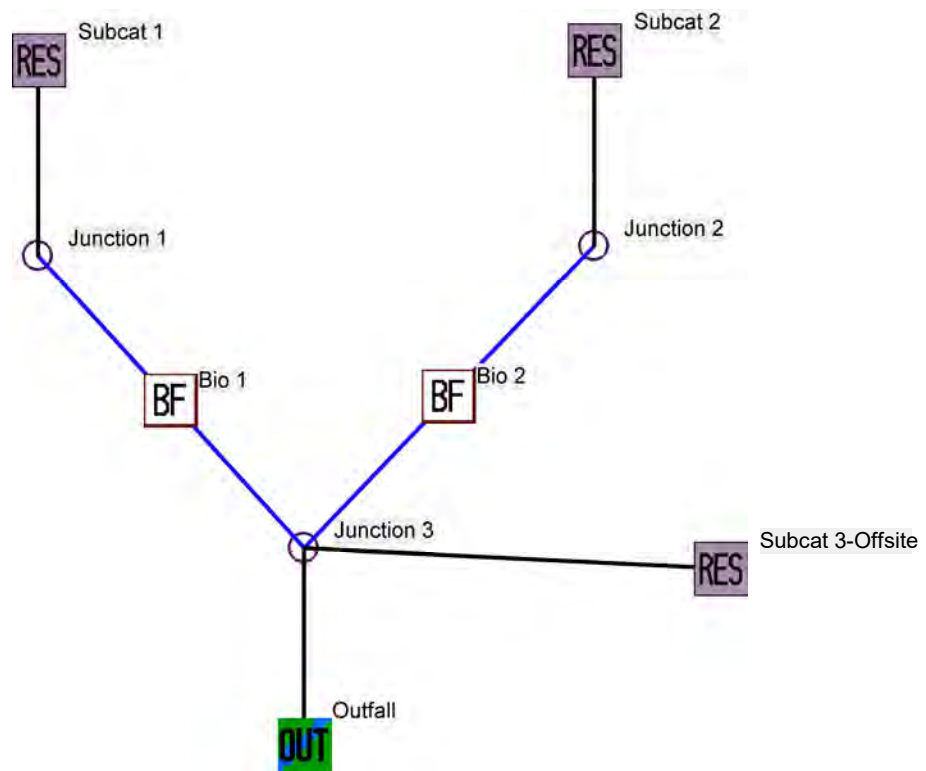 Subcat 1
RES
Subcat 2
RES
Junction 1
Junction 2
Bio 1
BF
Bio 2
BF
Junction 3
Subcat 3-Offsite
RES
Outfall
OUT